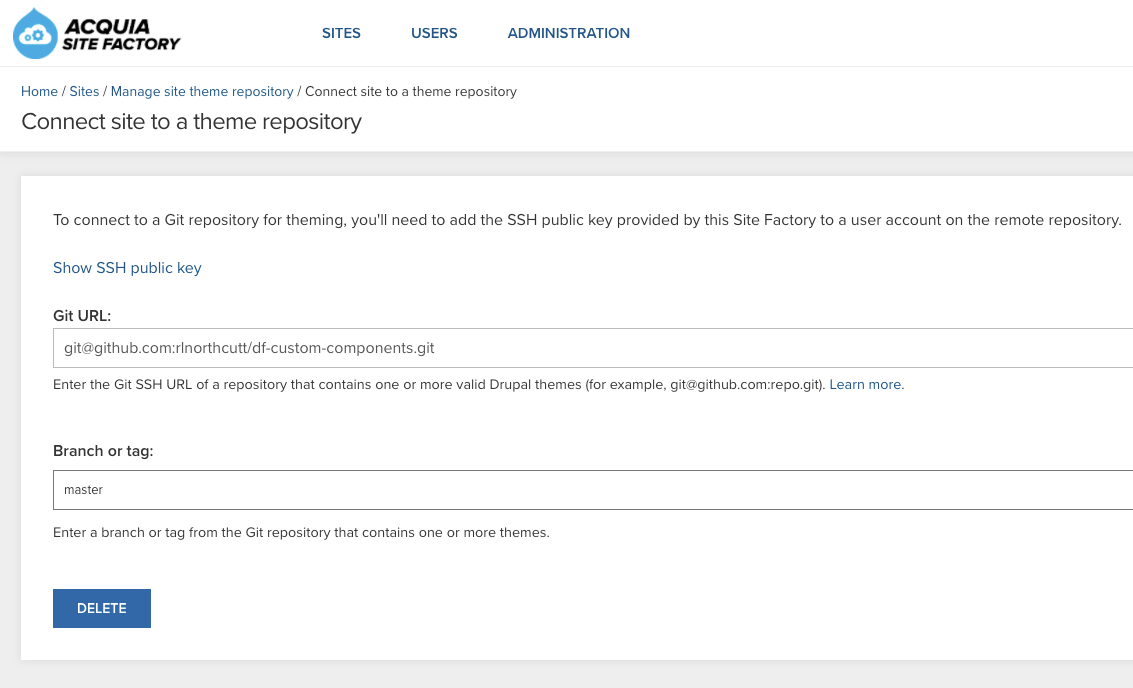 ACQUIA
SITE FACTORY
SITES USERS ADMINISTRATION
Home / Sites / Manage site theme repository / Connect site to a theme repository
Connect site to a theme repository
To connect to a Git repository for theming, you'll need to add the SSH public key provided by this Site Factory to a user account on the remote repository.
Show SSH public key
Git URL:
git@github.com:rlnorthcutt/df-custom-components.git
Enter the Git SSH URL of a repository that contains one or more valid Drupal themes (for example, git@github.com:repo.git). Learn more.
Branch or tag:
master
Enter a branch or tag from the Git repository that contains one or more themes.
DELETE